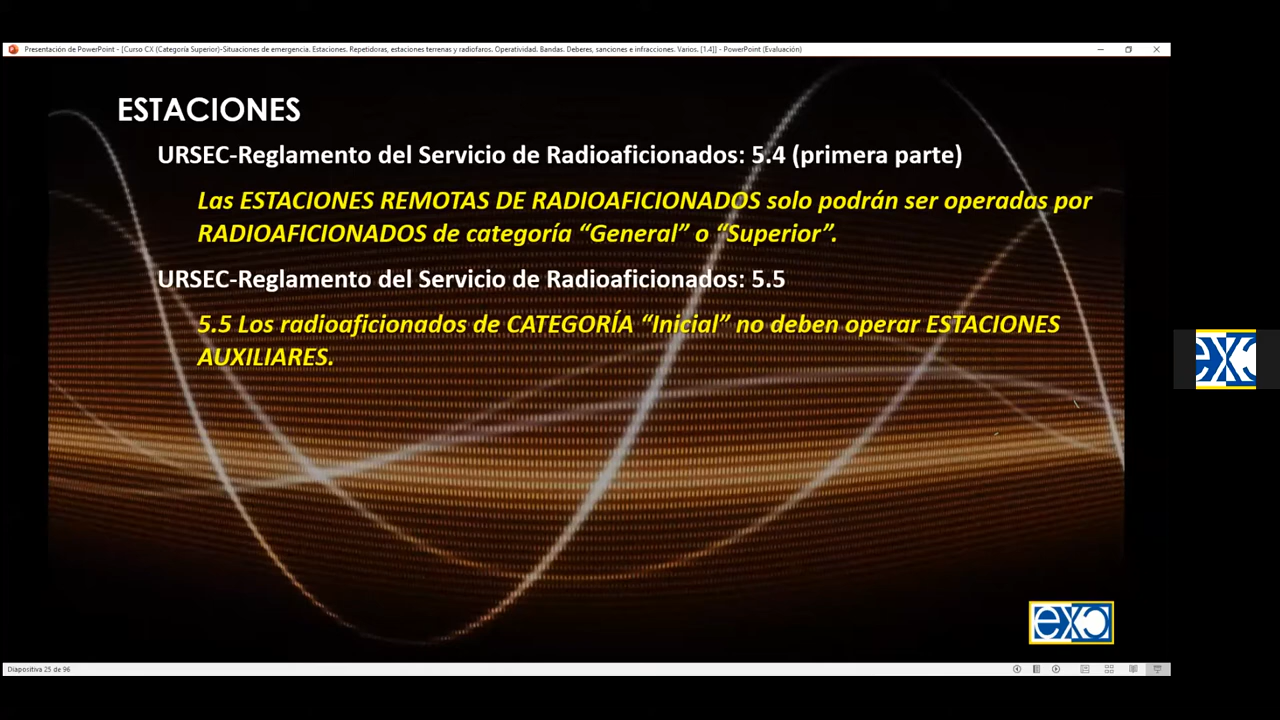 Presentación de PowerPoint - [Curso CX (Categoría Superior)-Situaciones de emergencia. Estaciones. Repetidoras, estaciones terrenas y radiofaros. Operatividad. Bandas. Deberes, sanciones e infracciones. Varios. [1.4]] - PowerPoint (Evaluación)
ESTACIONES
URSEC-Reglamento del Servicio de Radioaficionados: 5.4 (primera parte)
Las ESTACIONES REMOTAS DE RADIOAFICIONADOS solo podrán ser operadas por
RADIOAFICIONADOS de categoría “General” o “Superior”.
URSEC-Reglamento del Servicio de Radioaficionados: 5.5
5.5 Los radioaficionados de CATEGORÍA “Inicial” no deben operar ESTACIONES
AUXILIARES.
Diapositiva 25 de 96